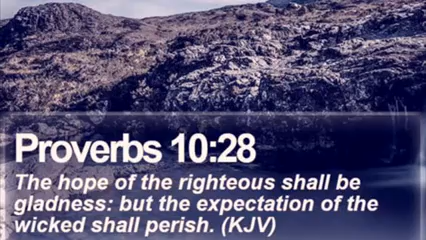 Proverbs 10:28
The hope of the righteous shall be
gladness: but the expectation of the
wicked shall perish. (KJV)